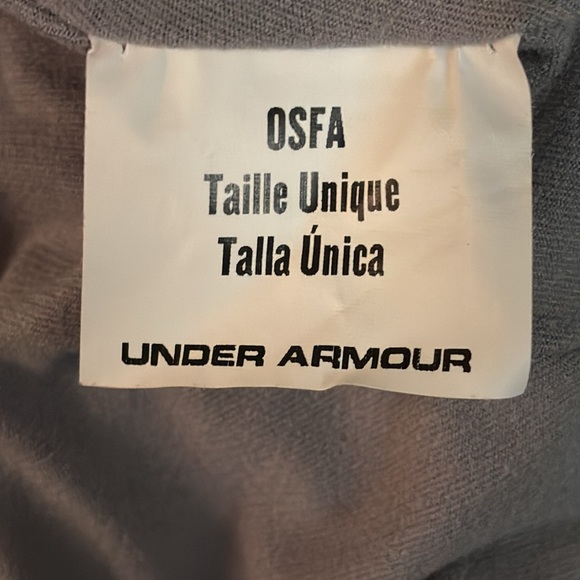 OSFA
Taille Unique
Talla Única
UNDER ARMOUR